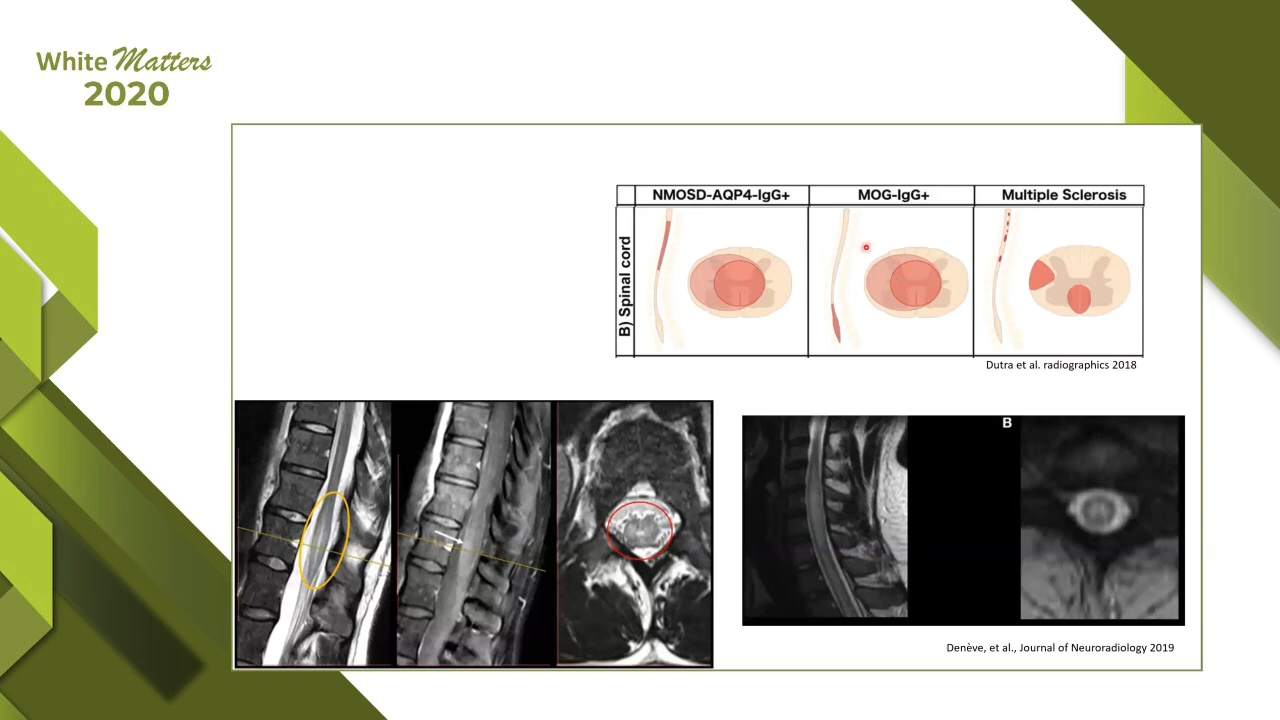 White Matters
2020
NMOSD-AQP4-IgG+
MOG-IgG+
Multiple Sclerosis
B) Spinal cord
Dutra et al. radiographics 2018
B
Denève, et al., Journal of Neuroradiology 2019